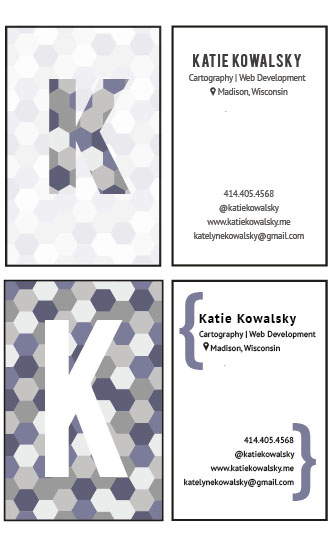 K
KATIE KOWALSKY
Cartography | Web Development
Madison, Wisconsin
414.405.4568
@katiekowalsky
www.katiekowalsky.me
katelynekowalsky@gmail.com
K
{
Katie Kowalsky
Cartography | Web Development
Madison, Wisconsin
414.405.4568
@katiekowalsky
www.katiekowalsky.me
katelynekowalsky@gmail.com
}